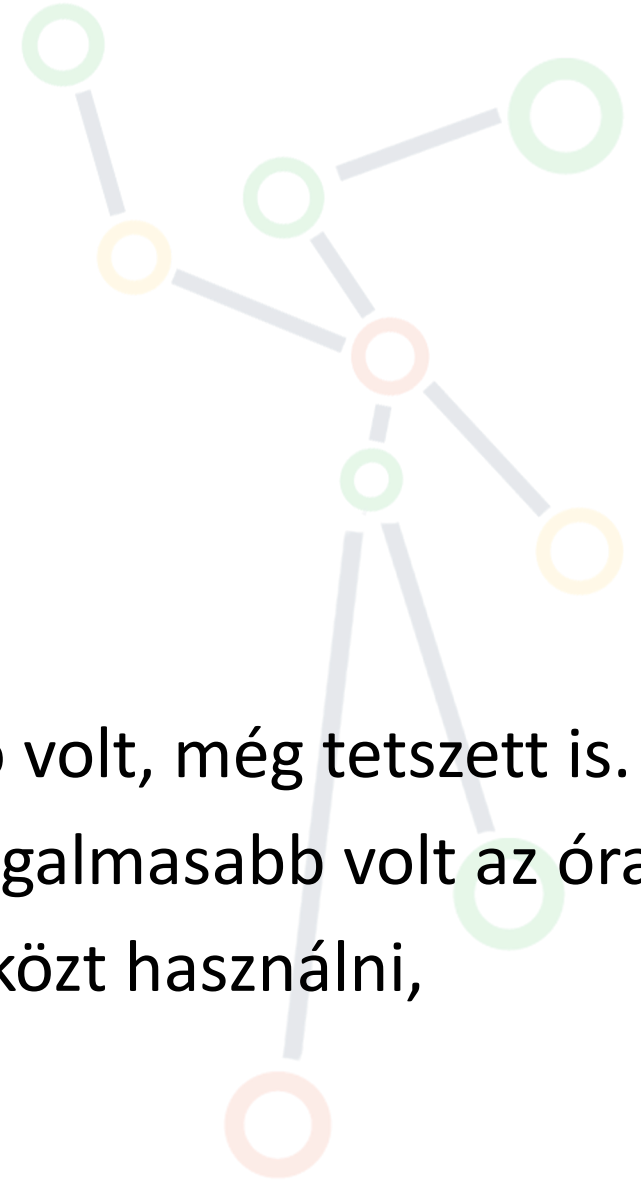 volt, még tetszett is.
galmasabb volt az óra
közt használni,